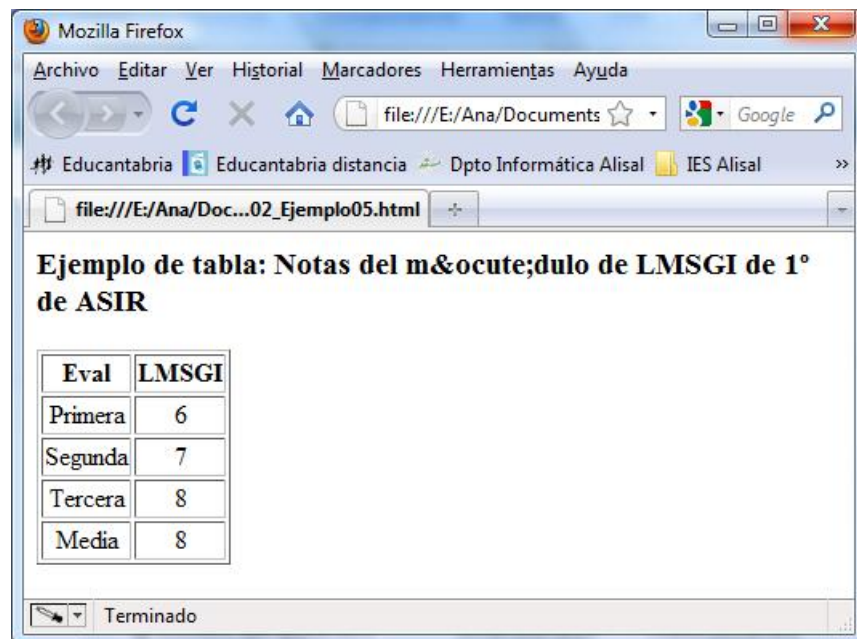 Mozilla Firefox
Archivo Editar Ver Historial Marcadores Herramientas Ayuda
file:///E:/Ana/Documents Google
Educantabria Educantabria distancia Dpto Informática Alisal IES Alisal »
file:///E:/Ana/Doc...02_Ejemplo05.html
Ejemplo de tabla: Notas del m&ocute;dulo de LMSGI de 1º
de ASIR
Eval LMSGI
Primera 6
Segunda 7
Tercera 8
Media 8
Terminado